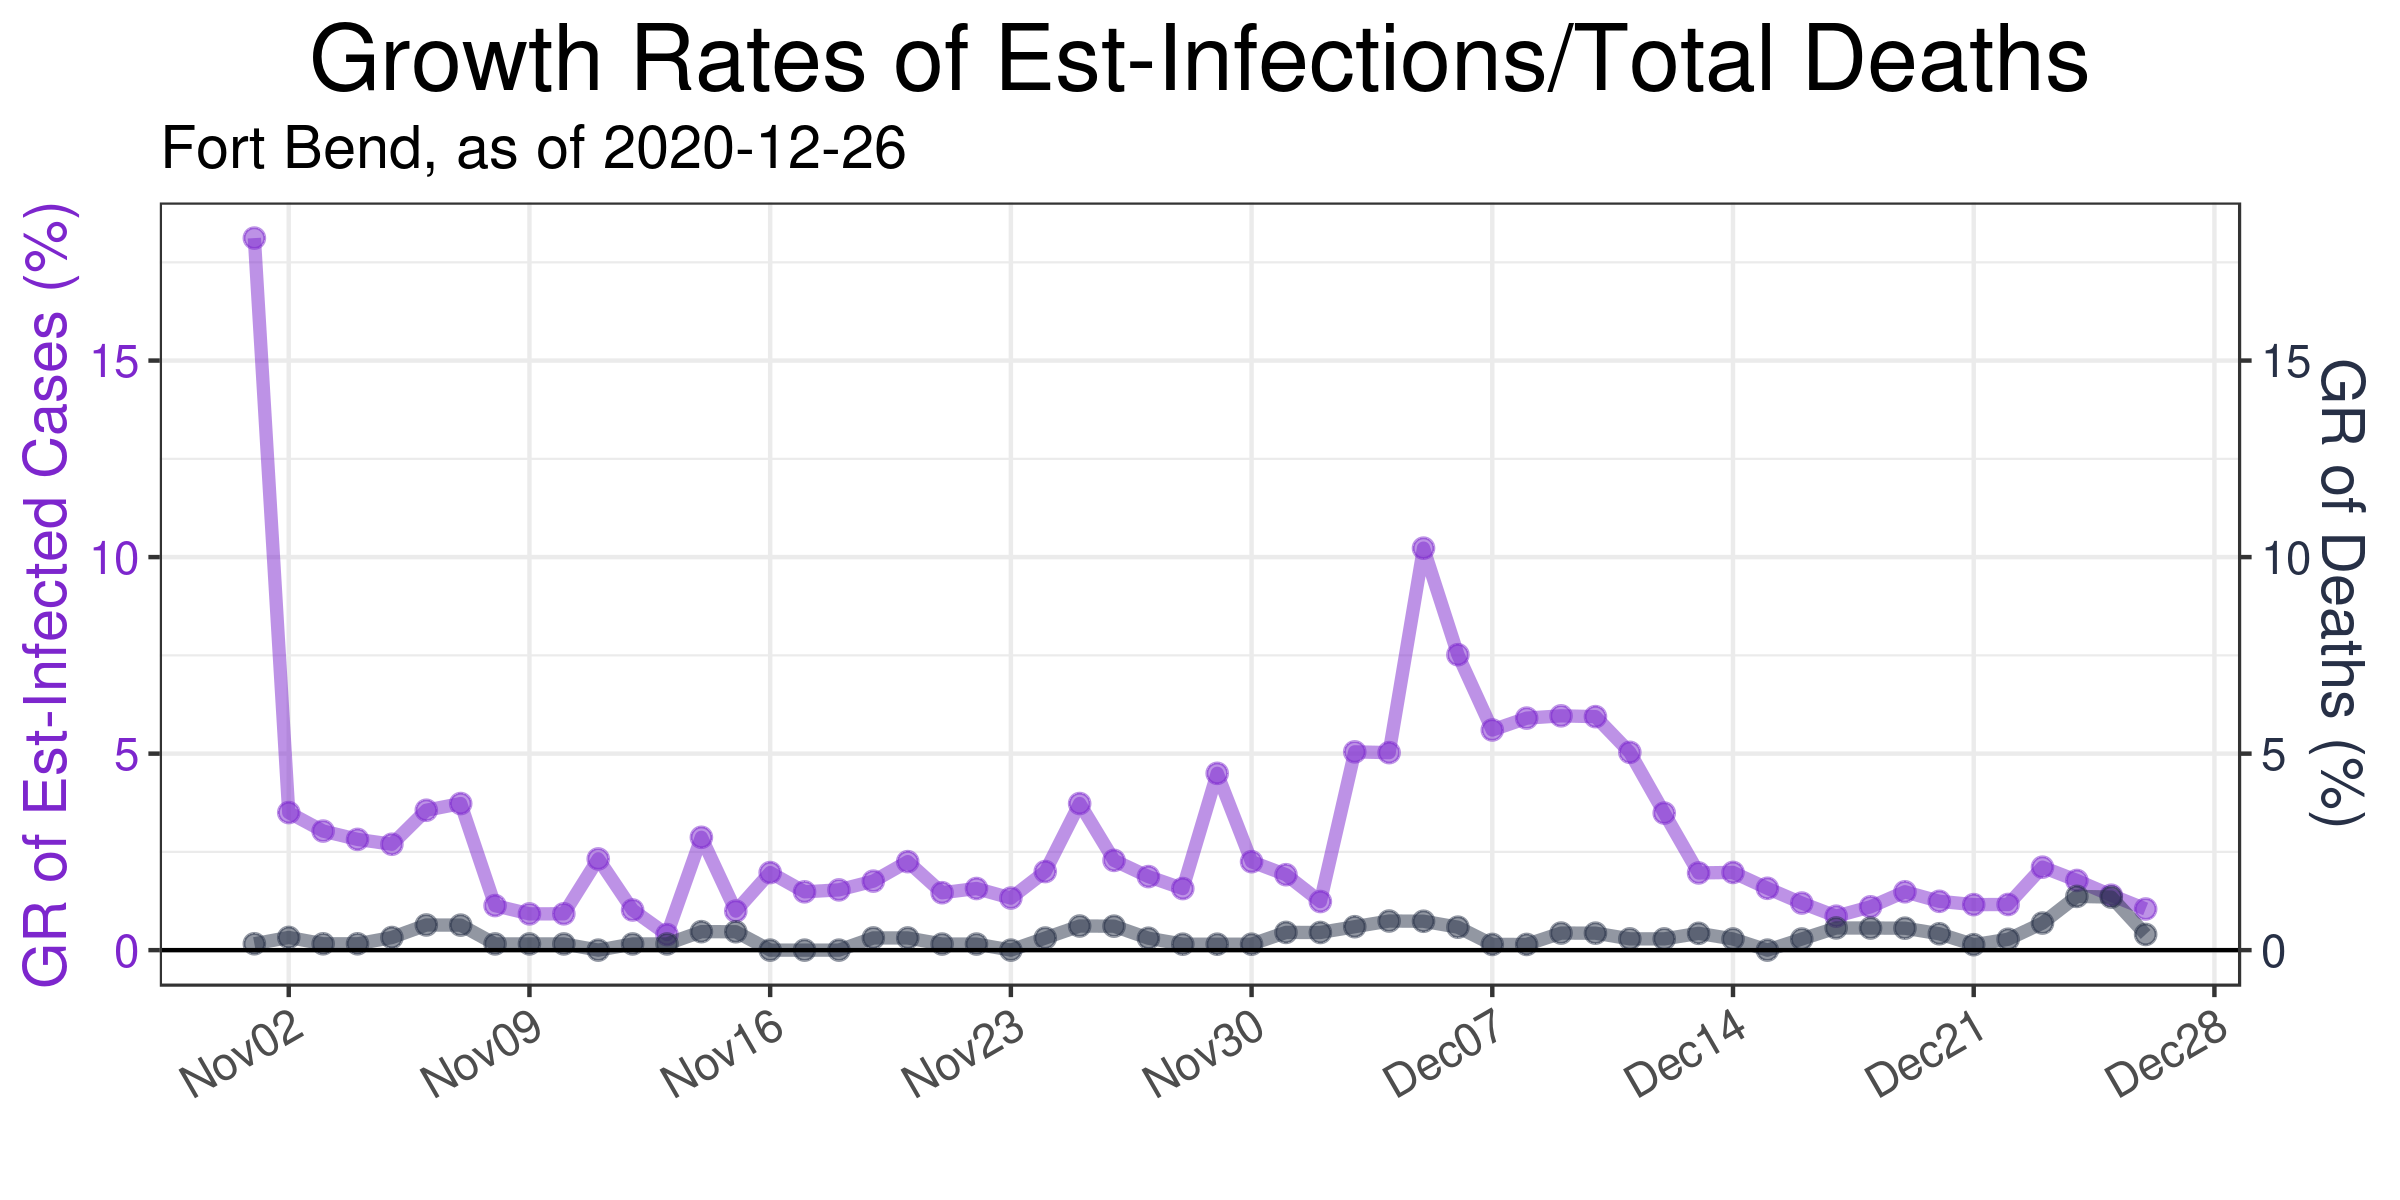 Growth Rates of Est-Infections/Total Deaths
Fort Bend, as of 2020-12-26
GR of Est-Infected Cases (%)
15
10
5
0
15
10
5
0
GR of Deaths (%)
Nov02
Nov09
Nov16
Nov23
Nov30
Dec07
Dec14
Dec21
Dec28